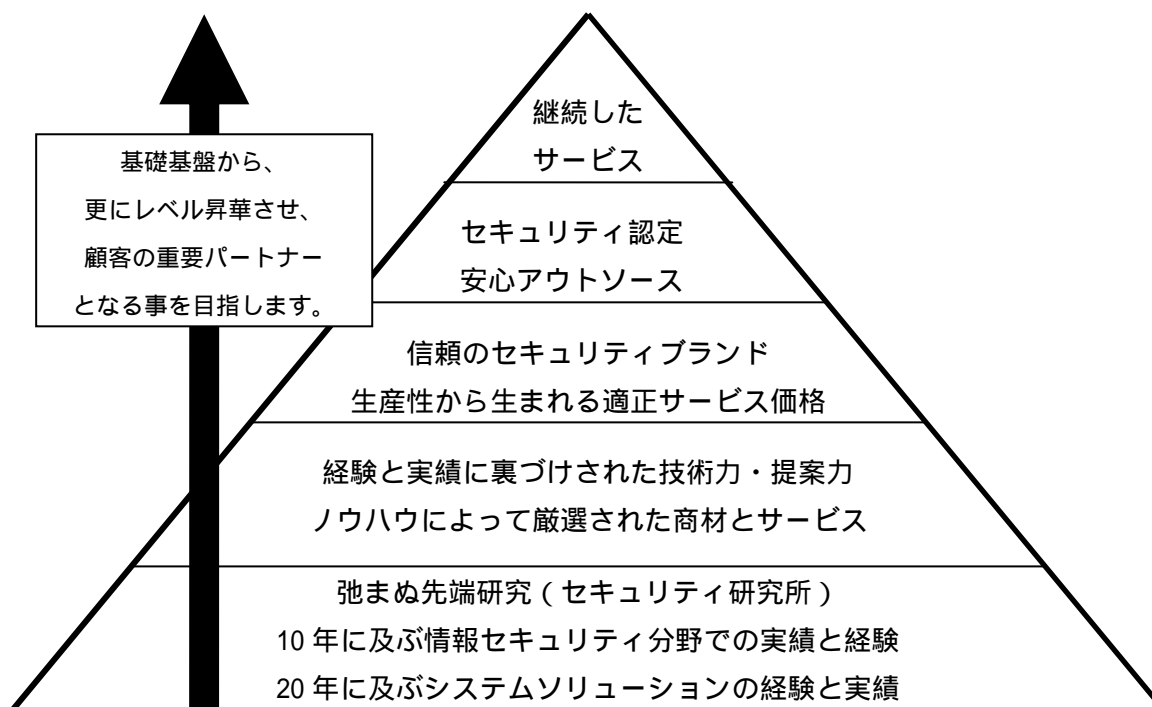 継続した
サービス
基礎基盤から、
更にレベル昇華させ、
顧客の重要パートナー
となる事を目指します。
セキュリティ認定
安心アウトソース
信頼のセキュリティブランド
生産性から生まれる適正サービス価格
経験と実績に裏づけされた技術力・提案力
ノウハウによって厳選された商材とサービス
弛まぬ先端研究（セキュリティ研究所）
10 年に及ぶ情報セキュリティ分野での実績と経験
20 年に及ぶシステムソリューションの経験と実績